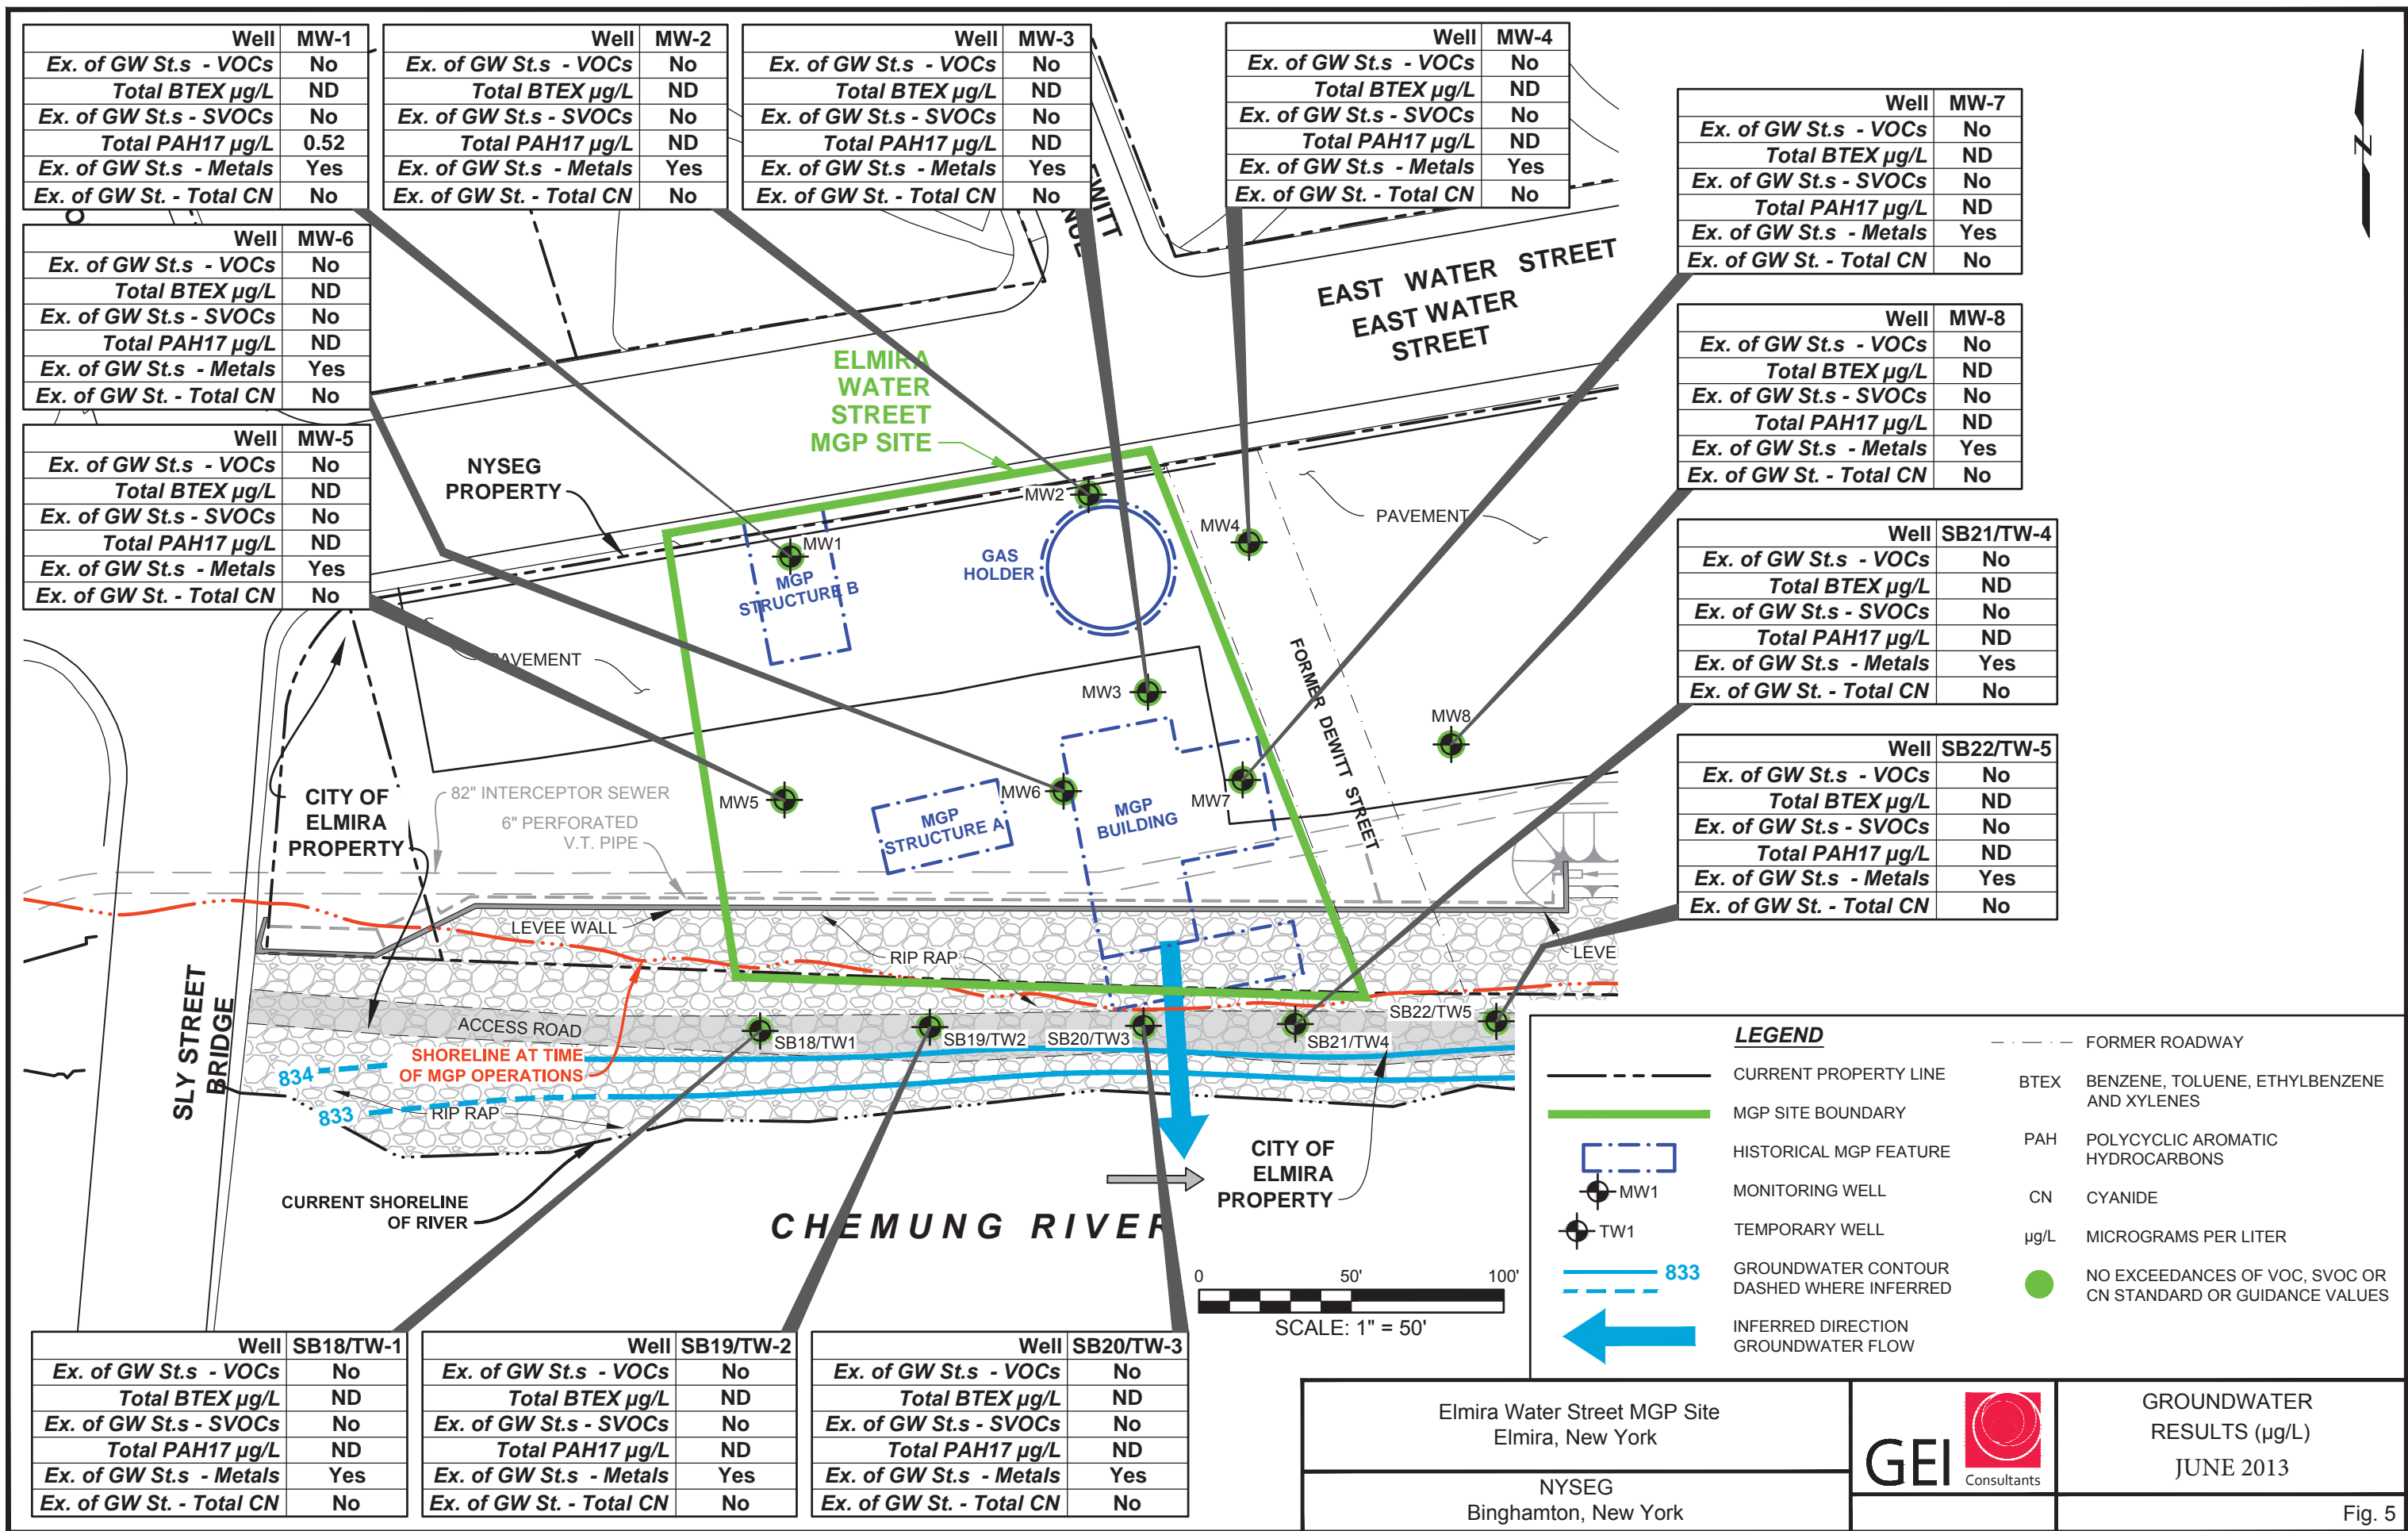 Well MW-1
Ex. of GW St.s - VOCs No
Total BTEX µg/L ND
Ex. of GW St.s - SVOCs No
Total PAH17 µg/L 0.52
Ex. of GW St.s - Metals Yes
Ex. of GW St. - Total CN No
Well MW-2
Ex. of GW St.s - VOCs No
Total BTEX µg/L ND
Ex. of GW St.s - SVOCs No
Total PAH17 µg/L ND
Ex. of GW St.s - Metals Yes
Ex. of GW St. - Total CN No
Well MW-3
Ex. of GW St.s - VOCs No
Total BTEX µg/L ND
Ex. of GW St.s - SVOCs No
Total PAH17 µg/L ND
Ex. of GW St.s - Metals Yes
Ex. of GW St. - Total CN No
Well MW-4
Ex. of GW St.s - VOCs No
Total BTEX µg/L ND
Ex. of GW St.s - SVOCs No
Total PAH17 µg/L ND
Ex. of GW St.s - Metals Yes
Ex. of GW St. - Total CN No
Well MW-7
Ex. of GW St.s - VOCs No
Total BTEX µg/L ND
Ex. of GW St.s - SVOCs No
Total PAH17 µg/L ND
Ex. of GW St.s - Metals Yes
Ex. of GW St. - Total CN No
N
Well MW-6
Ex. of GW St.s - VOCs No
Total BTEX µg/L ND
Ex. of GW St.s - SVOCs No
Total PAH17 µg/L ND
Ex. of GW St.s - Metals Yes
Ex. of GW St. - Total CN No
Well MW-8
Ex. of GW St.s - VOCs No
Total BTEX µg/L ND
Ex. of GW St.s - SVOCs No
Total PAH17 µg/L ND
Ex. of GW St.s - Metals Yes
Ex. of GW St. - Total CN No
Well MW-5
Ex. of GW St.s - VOCs No
Total BTEX µg/L ND
Ex. of GW St.s - SVOCs No
Total PAH17 µg/L ND
Ex. of GW St.s - Metals Yes
Ex. of GW St. - Total CN No
Well SB21/TW-4
Ex. of GW St.s - VOCs No
Total BTEX µg/L ND
Ex. of GW St.s - SVOCs No
Total PAH17 µg/L ND
Ex. of GW St.s - Metals Yes
Ex. of GW St. - Total CN No
Well SB22/TW-5
Ex. of GW St.s - VOCs No
Total BTEX µg/L ND
Ex. of GW St.s - SVOCs No
Total PAH17 µg/L ND
Ex. of GW St.s - Metals Yes
Ex. of GW St. - Total CN No
EAST WATER STREET
EAST WATER
STREET
ELMIRA
WATER
STREET
MGP SITE
NYSEG
PROPERTY
MW2
MW4
PAVEMENT
MW1
MGP
STRUCTURE B
GAS
HOLDER
PAVEMENT
MW3
FORMER DEWITT STREET
MW8
MW5
MW6
MW7
MGP
STRUCTURE A
MGP
BUILDING
CITY OF
ELMIRA
PROPERTY
82" INTERCEPTOR SEWER
6" PERFORATED
V.T. PIPE
LEVEE WALL
RIP RAP
LEVE
SLY STREET
BRIDGE
ACCESS ROAD
SB18/TW1
SB19/TW2
SB20/TW3
SB21/TW4
SB22/TW5
SHORELINE AT TIME
OF MGP OPERATIONS
834
833
RIP RAP
CURRENT SHORELINE
OF RIVER
CITY OF
ELMIRA
PROPERTY
CHEMUNG RIVER
0 50' 100'
SCALE: 1" = 50'
LEGEND
CURRENT PROPERTY LINE
MGP SITE BOUNDARY
HISTORICAL MGP FEATURE
MW1 MONITORING WELL
TW1 TEMPORARY WELL
833 GROUNDWATER CONTOUR
DASHED WHERE INFERRED
INFERRED DIRECTION
GROUNDWATER FLOW
FORMER ROADWAY
BTEX BENZENE, TOLUENE, ETHYLBENZENE
AND XYLENES
PAH POLYCYCLIC AROMATIC
HYDROCARBONS
CN CYANIDE
µg/L MICROGRAMS PER LITER
NO EXCEEDANCES OF VOC, SVOC OR
CN STANDARD OR GUIDANCE VALUES
Well SB18/TW-1
Ex. of GW St.s - VOCs No
Total BTEX µg/L ND
Ex. of GW St.s - SVOCs No
Total PAH17 µg/L ND
Ex. of GW St.s - Metals Yes
Ex. of GW St. - Total CN No
Well SB19/TW-2
Ex. of GW St.s - VOCs No
Total BTEX µg/L ND
Ex. of GW St.s - SVOCs No
Total PAH17 µg/L ND
Ex. of GW St.s - Metals Yes
Ex. of GW St. - Total CN No
Well SB20/TW-3
Ex. of GW St.s - VOCs No
Total BTEX µg/L ND
Ex. of GW St.s - SVOCs No
Total PAH17 µg/L ND
Ex. of GW St.s - Metals Yes
Ex. of GW St. - Total CN No
Elmira Water Street MGP Site
Elmira, New York
NYSEG
Binghamton, New York
GEI Consultants
GROUNDWATER
RESULTS (µg/L)
JUNE 2013
Fig. 5